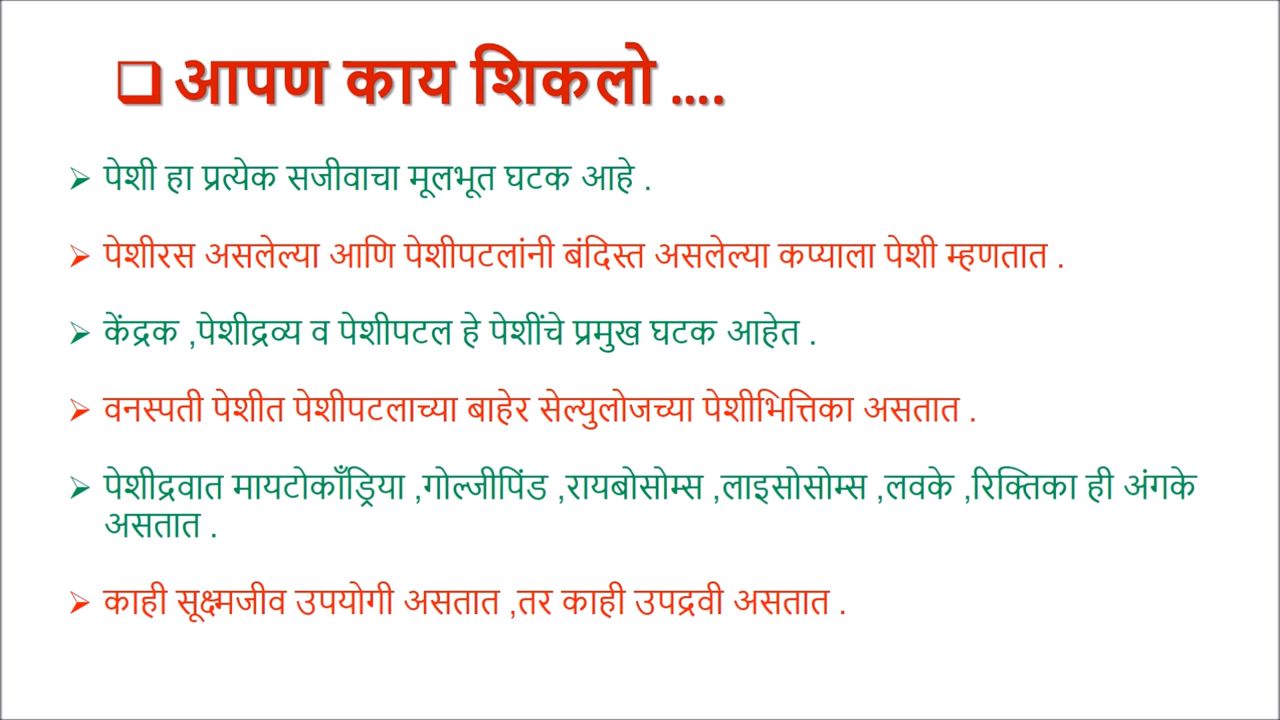 ❑ आपण काय शिकलो ....
➢ पेशी हा प्रत्येक सजीवाचा मूलभूत घटक आहे .
➢ पेशीरस असलेल्या आणि पेशीपटलांनी बंदिस्त असलेल्या कप्याला पेशी म्हणतात .
➢ केंद्रक ,पेशीद्रव्य व पेशीपटल हे पेशींचे प्रमुख घटक आहेत .
➢ वनस्पती पेशीत पेशीपटलाच्या बाहेर सेल्युलोजच्या पेशीभित्तिका असतात .
➢ पेशीद्रवात मायटोकाँड्रिया ,गोल्जीपिंड ,रायबोसोम्स ,लाइसोसोम्स ,लवके ,रिक्तिका ही अंगके
असतात .
➢ काही सूक्ष्मजीव उपयोगी असतात ,तर काही उपद्रवी असतात .